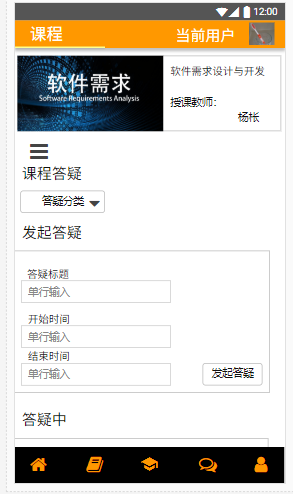 12:00
课程
当前用户
软件需求
Software Requirements Analysis
软件需求设计与开发
授课教师：
杨枨
课程答疑
答疑分类
发起答疑
答疑标题
单行输入
开始时间
单行输入
结束时间
单行输入
发起答疑
答疑中